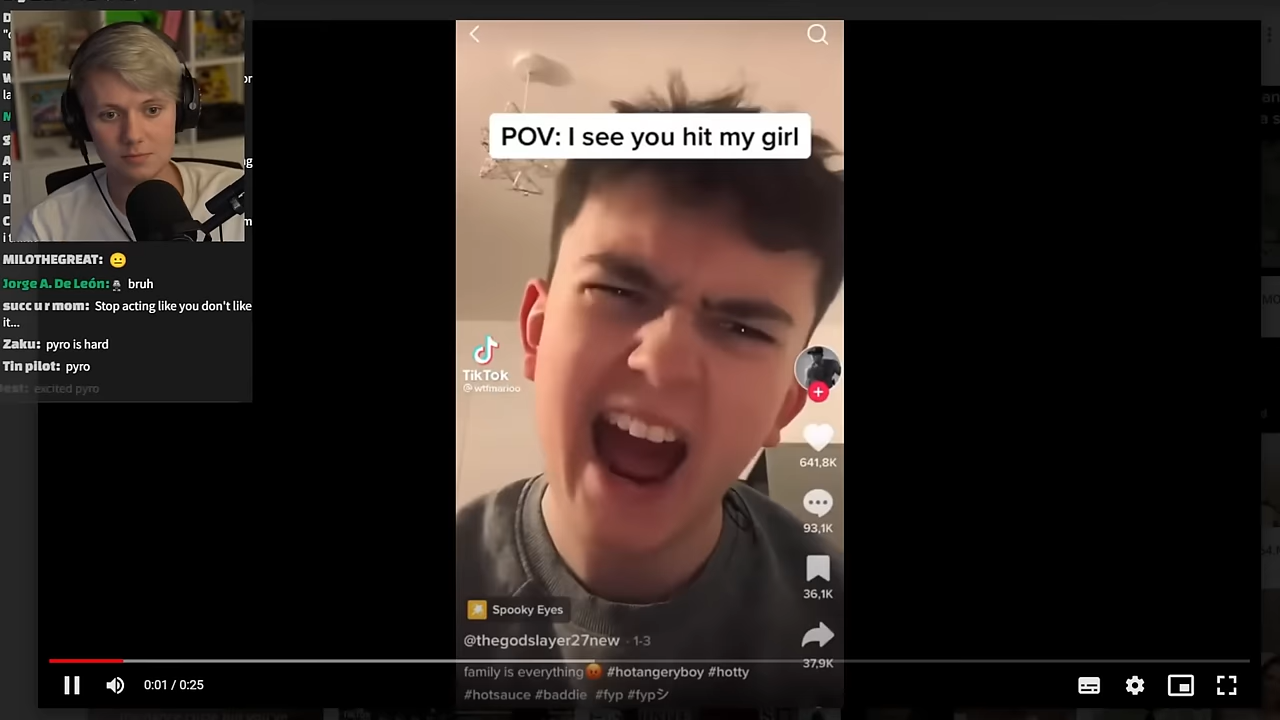 POV: I see you hit my girl
MILOTHEGREAT: 😐
Jorge A. De León: bruh
succ u r mom: Stop acting like you don't like
it...
Zaku: pyro is hard
Tin pilot: pyro
excited pyro
TikTok
@wtfmarioo
641,8K
93,1K
36,1K
37,9K
Spooky Eyes
@thegodslayer27new · 1-3
family is everything😡 #hotangeryboy #hotty
#hotsauce #baddie #fyp #fypシ
0:01 / 0:25